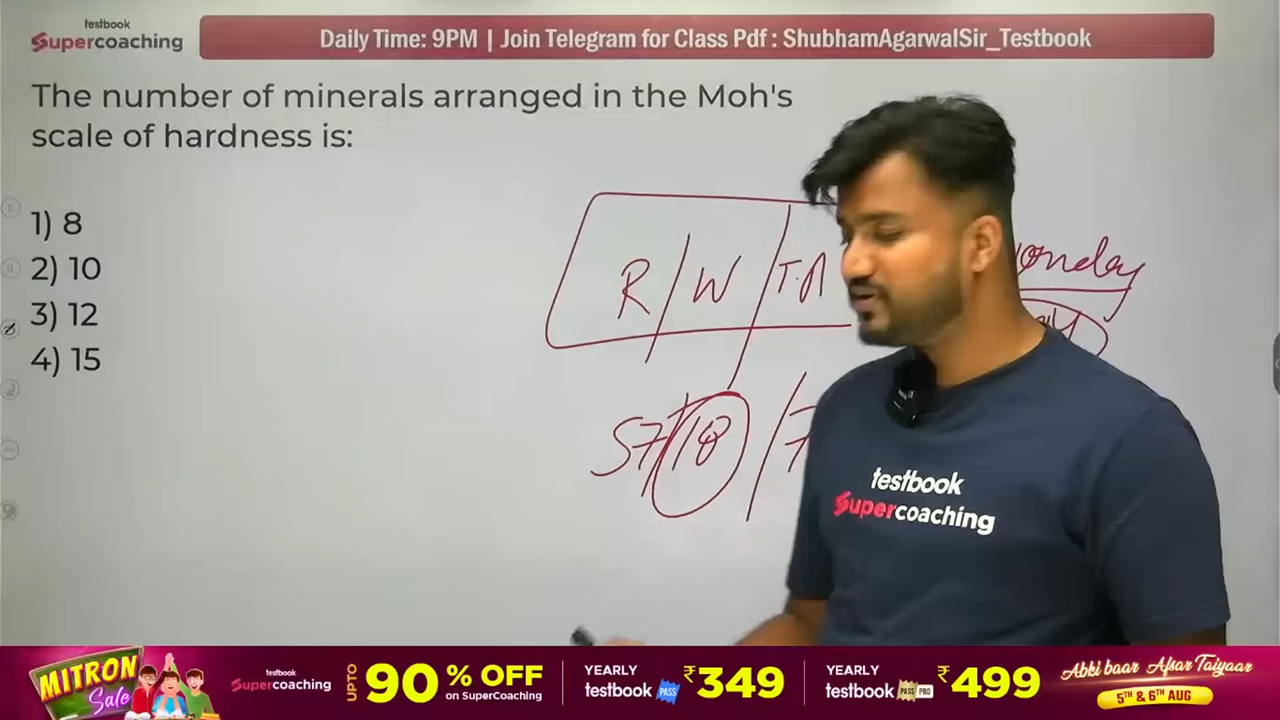 testbook
Supercoaching
Daily Time: 9PM | Join Telegram for Class Pdf : ShubhamAgarwalSir_Testbook
The number of minerals arranged in the Moh's
scale of hardness is:
1) 8
2) 10
3) 12
4) 15
R W T.A
57 18 7
testbook
Supercoaching
MITRON
Sale
testbook
Supercoaching
UPTO 90 % OFF
on SuperCoaching
YEARLY
testbook PASS ₹349
YEARLY
testbook PASS PRO ₹499
Abki baar Afsar Taiyaar
5TH & 6TH AUG